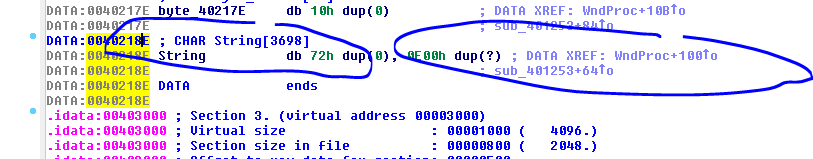 DATA:0040217E byte_40217E db 10h dup(0) ; DATA XREF: WndProc+1B8↑o
DATA:0040217E ; sub_401253+84↑o
DATA:0040218E ; CHAR String[3698]
DATA:0040218E String db 72h dup(0), 0E00h dup(?) ; DATA XREF: WndProc+100↑o
DATA:0040218E ; sub_401253+64↑o
DATA:0040218E DATA ends
DATA:0040218E
.idata:00403000 ; Section 3. (virtual address 00003000)
.idata:00403000 ; Virtual size : 00001000 ( 4096.)
.idata:00403000 ; Section size in file : 00000800 ( 2048.)